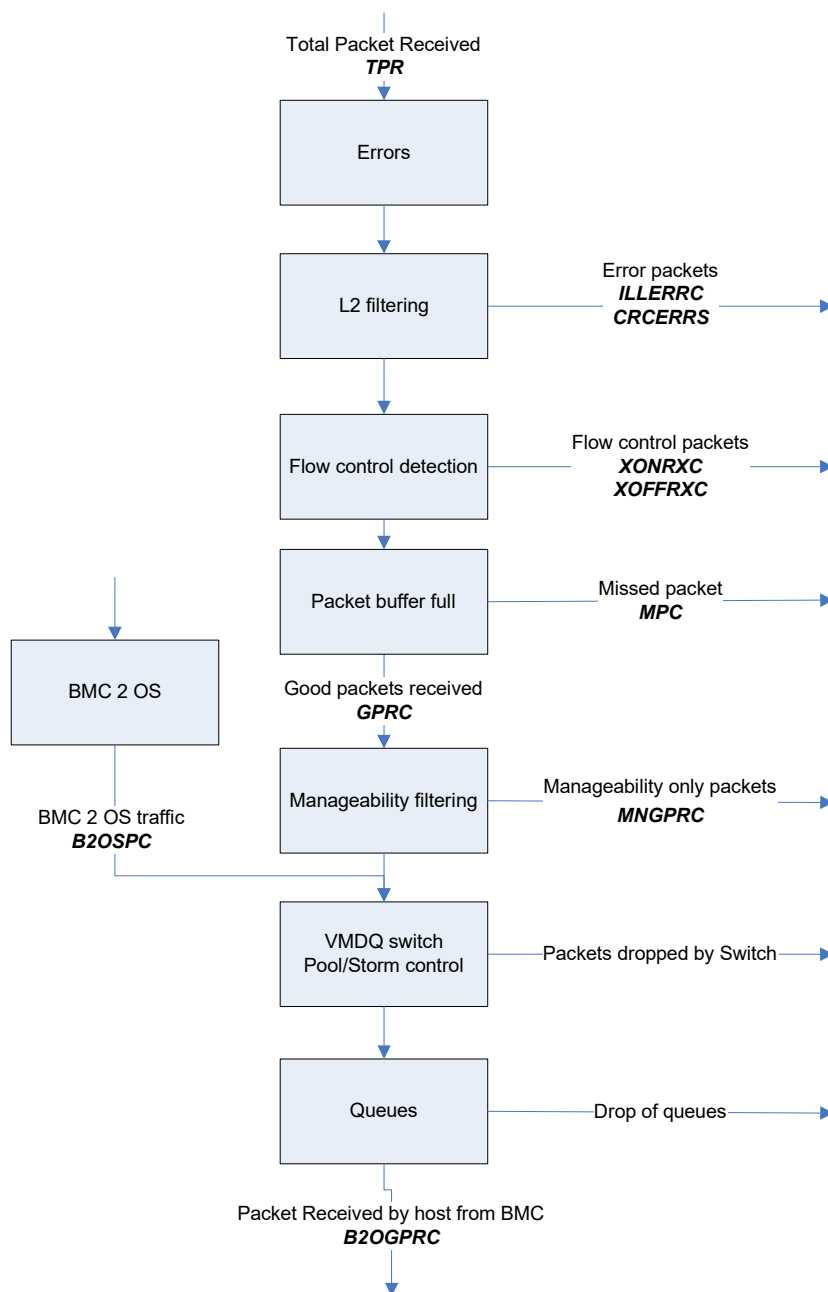 Total Packet Received
TPR
Errors
L2 filtering
Error packets
ILLERRC
CRCERRS
Flow control detection
Flow control packets
XONRXC
XOFFRXC
Packet buffer full
Missed packet
MPC
BMC 2 OS
Good packets received
GPRC
Manageability filtering
Manageability only packets
MNGPRC
BMC 2 OS traffic
B2OSPC
VMDQ switch
Pool/Storm control
Packets dropped by Switch
Queues
Drop of queues
Packet Received by host from BMC
B2OGPRC